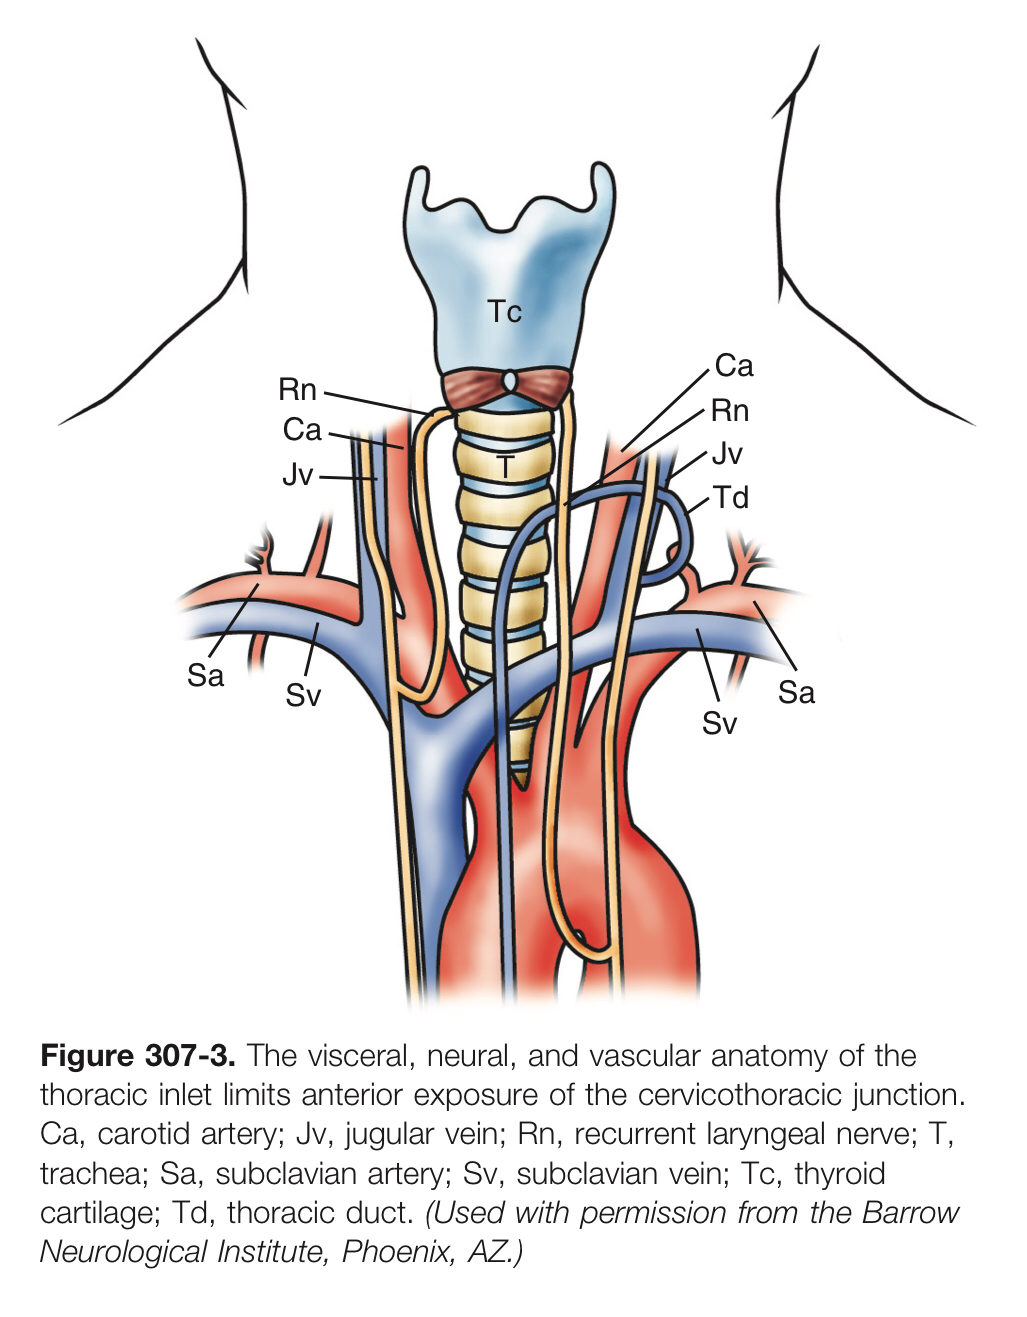 Tc
Ca
Rn
Rn
Ca
Jv
T
Jv
Td
Sa
Sv
Sa
Sv
Figure 307-3. The visceral, neural, and vascular anatomy of the
thoracic inlet limits anterior exposure of the cervicothoracic junction.
Ca, carotid artery; Jv, jugular vein; Rn, recurrent laryngeal nerve; T,
trachea; Sa, subclavian artery; Sv, subclavian vein; Tc, thyroid
cartilage; Td, thoracic duct. (Used with permission from the Barrow
Neurological Institute, Phoenix, AZ.)